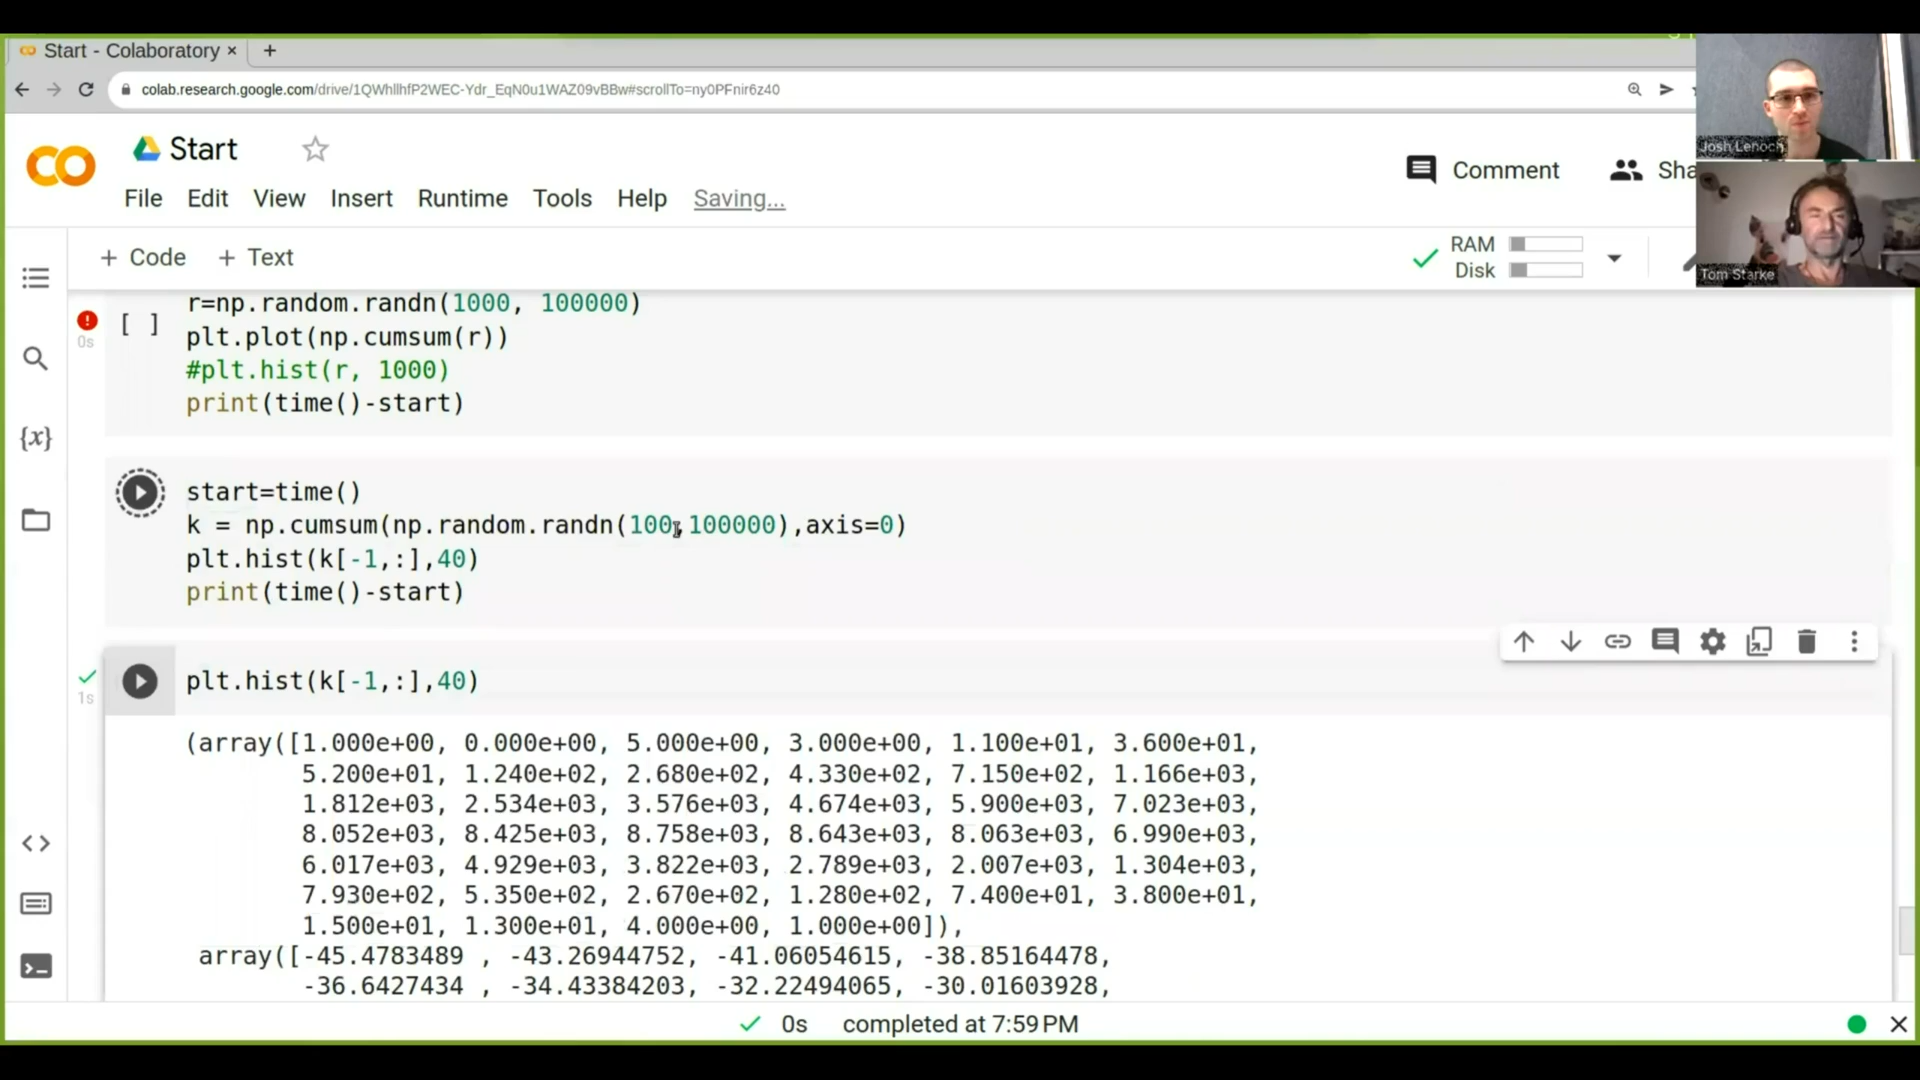 Start - Colaboratory
colab.research.google.com/drive/1QWhllhfP2WEC-Ydr_EqN0u1WAZ09vBBw#scrollTo=ny0PFnir6z40
Start
Comment
Sha
Josh Lenoch
File Edit View Insert Runtime Tools Help Saving...
+ Code + Text
RAM
Disk
Tom Starke
r=np.random.randn(1000, 100000)
[ ]
0s
plt.plot(np.cumsum(r))
#plt.hist(r, 1000)
print(time()-start)
{x}
start=time()
k = np.cumsum(np.random.randn(100,100000),axis=0)
plt.hist(k[-1,:],40)
print(time()-start)
plt.hist(k[-1,:],40)
1s
(array([1.000e+00, 0.000e+00, 5.000e+00, 3.000e+00, 1.100e+01, 3.600e+01,
5.200e+01, 1.240e+02, 2.680e+02, 4.330e+02, 7.150e+02, 1.166e+03,
1.812e+03, 2.534e+03, 3.576e+03, 4.674e+03, 5.900e+03, 7.023e+03,
8.052e+03, 8.425e+03, 8.758e+03, 8.643e+03, 8.063e+03, 6.990e+03,
6.017e+03, 4.929e+03, 3.822e+03, 2.789e+03, 2.007e+03, 1.304e+03,
7.930e+02, 5.350e+02, 2.670e+02, 1.280e+02, 7.400e+01, 3.800e+01,
1.500e+01, 1.300e+01, 4.000e+00, 1.000e+00]),
array([-45.4783489 , -43.26944752, -41.06054615, -38.85164478,
-36.6427434 , -34.43384203, -32.22494065, -30.01603928,
0s completed at 7:59 PM